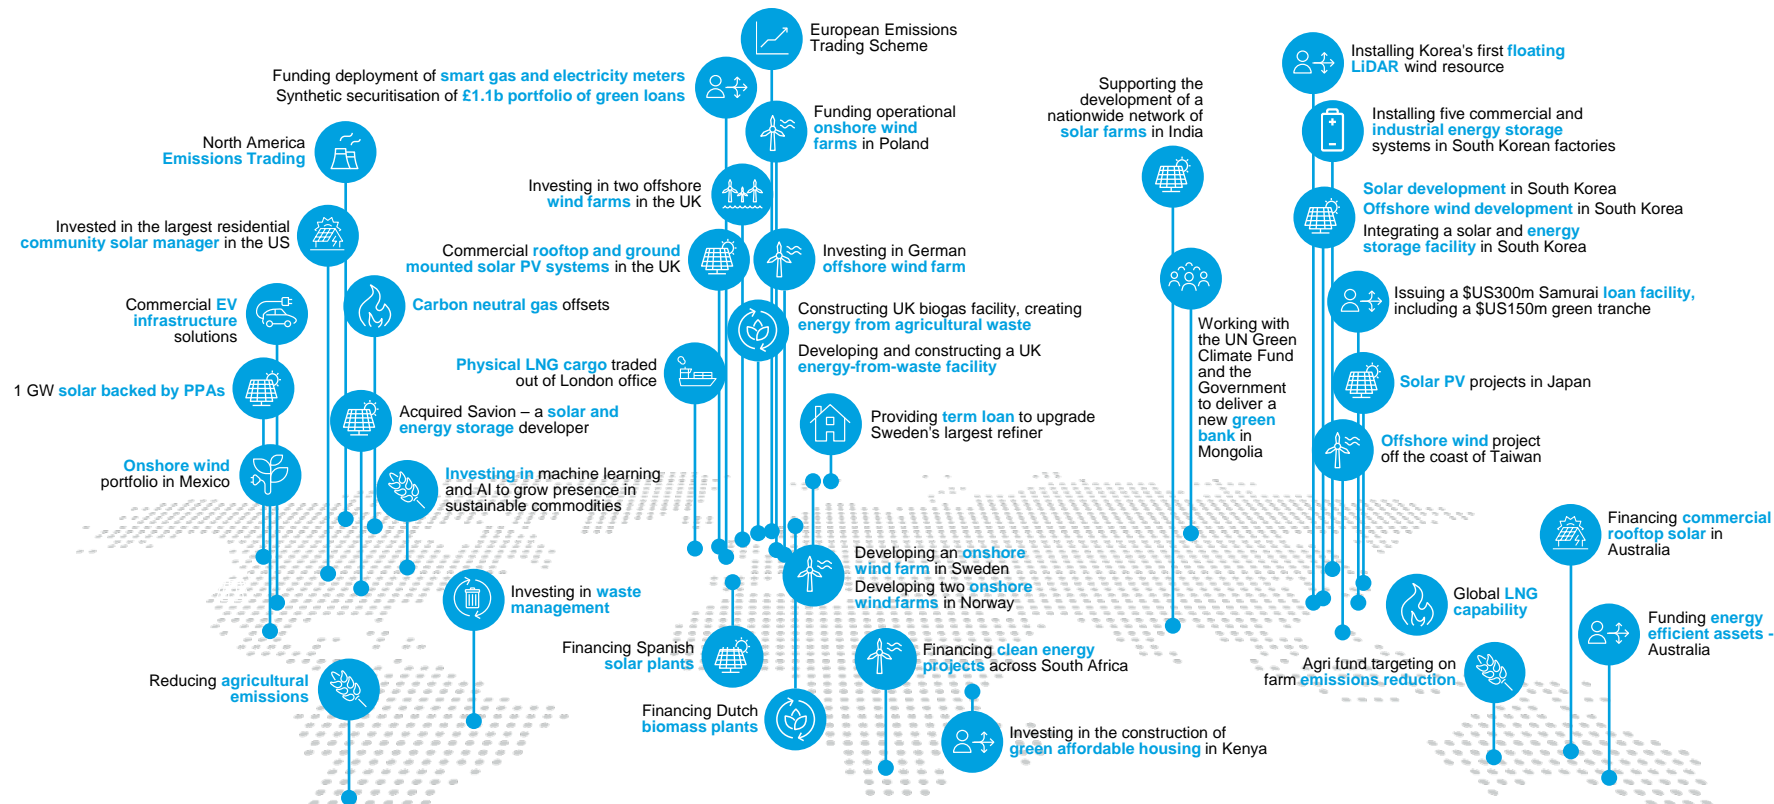 European Emissions
Trading Scheme
Funding deployment of smart gas and electricity meters
Synthetic securitisation of £1.1b portfolio of green loans
Funding operational
onshore wind
farms in Poland
North America
Emissions Trading
Investing in two offshore
wind farms in the UK
Invested in the largest residential
community solar manager in the US
Commercial rooftop and ground
mounted solar PV systems in the UK
Investing in German
offshore wind farm
Commercial EV
infrastructure
solutions
Carbon neutral gas offsets
Constructing UK biogas facility, creating
energy from agricultural waste
Developing and constructing a UK
energy-from-waste facility
Physical LNG cargo traded
out of London office
1 GW solar backed by PPAs
Acquired Savion – a solar and
energy storage developer
Providing term loan to upgrade
Sweden's largest refiner
Onshore wind
portfolio in Mexico
Investing in machine learning
and AI to grow presence in
sustainable commodities
Developing an onshore
wind farm in Sweden
Developing two onshore
wind farms in Norway
Investing in waste
management
Financing Spanish
solar plants
Financing clean energy
projects across South Africa
Reducing agricultural
emissions
Financing Dutch
biomass plants
Investing in the construction of
green affordable housing in Kenya
Supporting the
development of a
nationwide network of
solar farms in India
Working with
the UN Green
Climate Fund
and the
Government
to deliver a
new green
bank in
Mongolia
Installing Korea's first floating
LiDAR wind resource
Installing five commercial and
industrial energy storage
systems in South Korean factories
Solar development in South Korea
Offshore wind development in South Korea
Integrating a solar and energy
storage facility in South Korea
Issuing a $US300m Samurai loan facility,
including a $US150m green tranche
Solar PV projects in Japan
Offshore wind project
off the coast of Taiwan
Financing commercial
rooftop solar in
Australia
Global LNG
capability
Funding energy
efficient assets -
Australia
Agri fund targeting on
farm emissions reduction